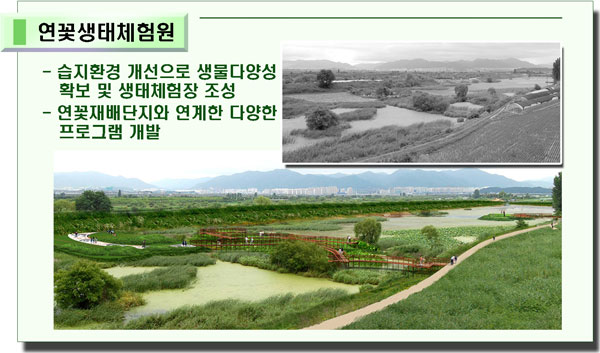 연꽃생태체험원
- 습지환경 개선으로 생물다양성
확보 및 생태체험장 조성
- 연꽃재배단지와 연계한 다양한
프로그램 개발